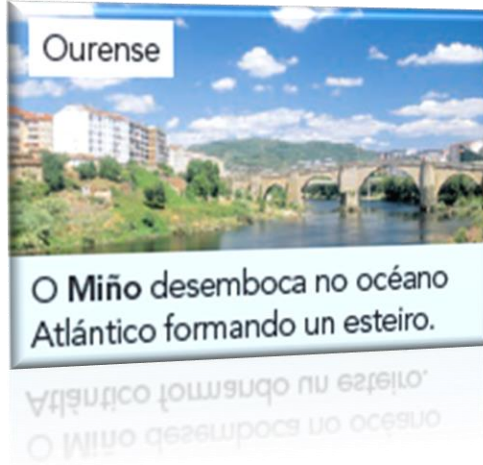 Ourense
O Miño desemboca no océano
Atlántico formando un esteiro.